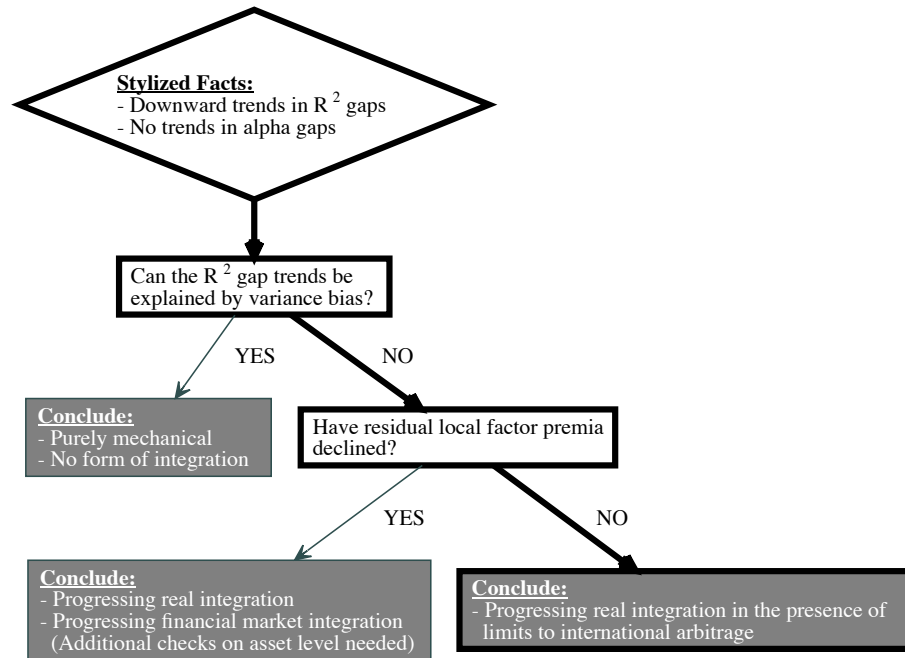 Stylized Facts:
- Downward trends in R 2 gaps
- No trends in alpha gaps
Can the R 2 gap trends be
explained by variance bias?
YES
NO
Conclude:
- Purely mechanical
- No form of integration
Have residual local factor premia
declined?
YES
NO
Conclude:
- Progressing real integration
- Progressing financial market integration
(Additional checks on asset level needed)
Conclude:
- Progressing real integration in the presence of
limits to international arbitrage